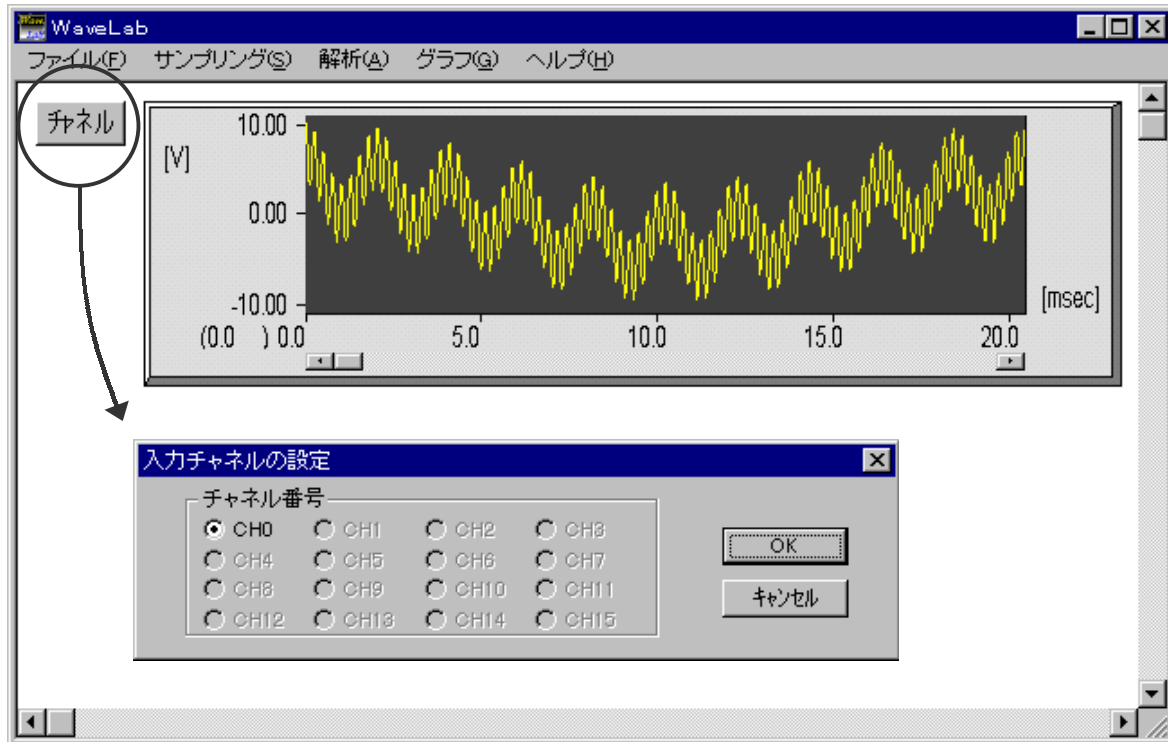 WaveLab
ファイル(F) サンプリング(S) 解析(A) グラフ(G) ヘルプ(H)
チャネル
[V]
10.00
0.00
-10.00
[msec]
(0.0 ) 0.0 5.0 10.0 15.0 20.0
入力チャネルの設定
チャネル番号
CH0 CH1 CH2 CH3
CH4 CH5 CH6 CH7
CH8 CH9 CH10 CH11
CH12 CH13 CH14 CH15
OK
キャンセル